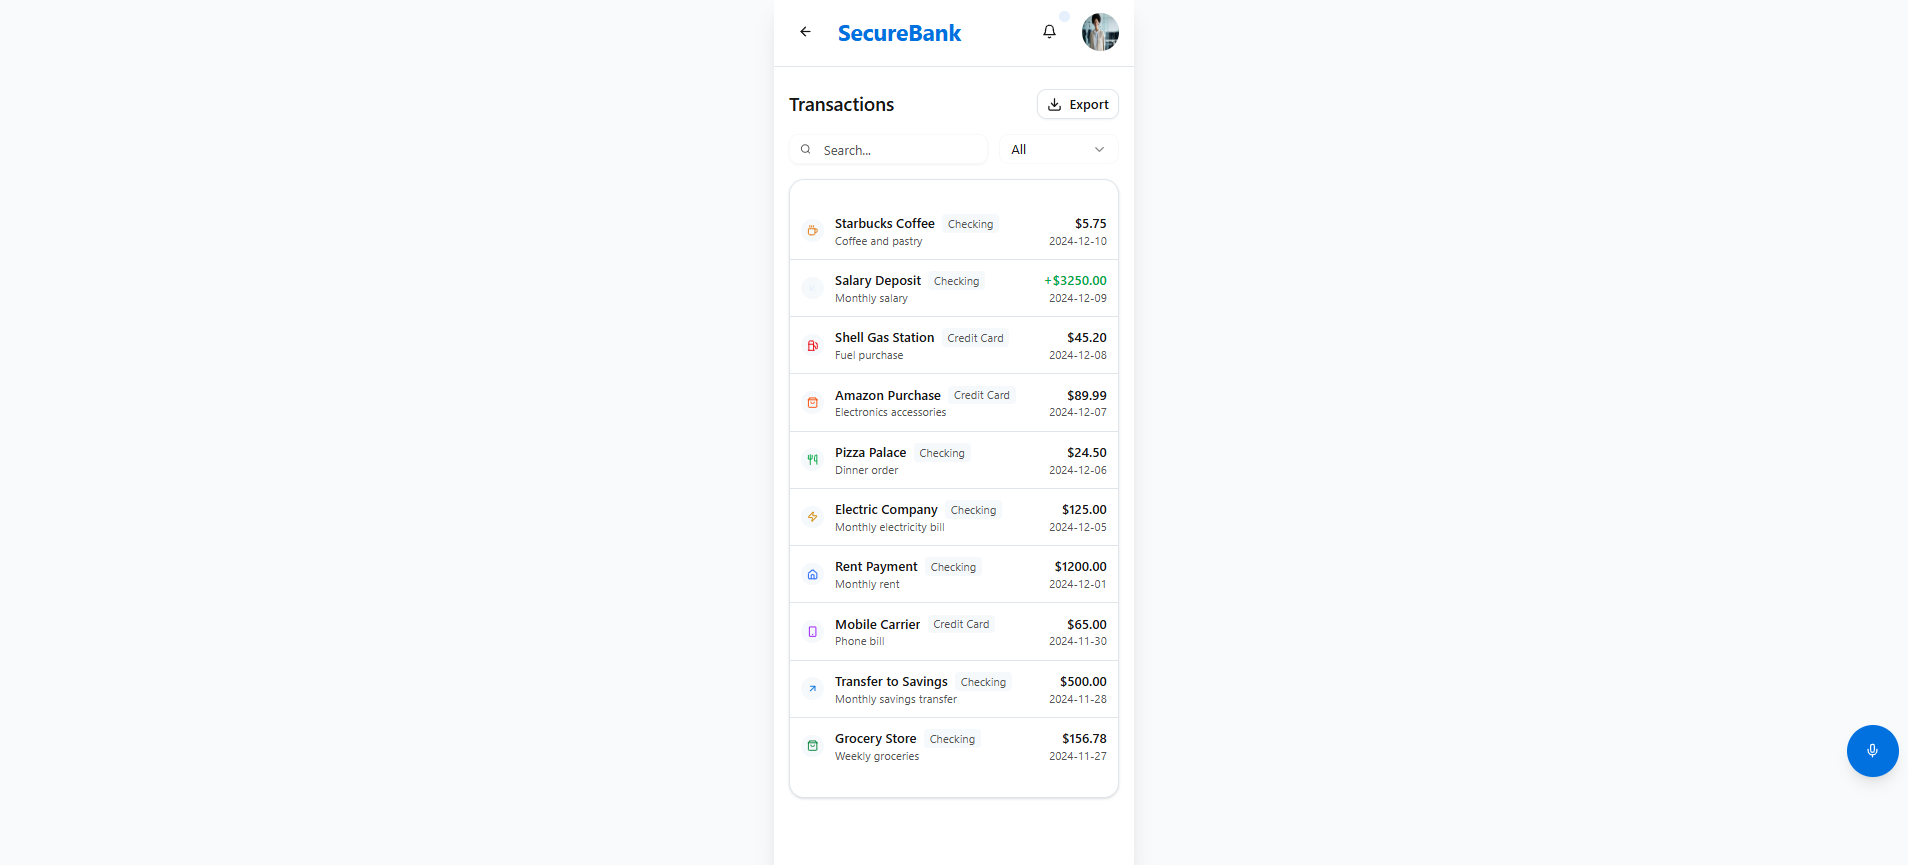 SecureBank
Transactions
Export
Search...
All
Starbucks Coffee Checking $5.75
Coffee and pastry 2024-12-10
Salary Deposit Checking +$3250.00
Monthly salary 2024-12-09
Shell Gas Station Credit Card $45.20
Fuel purchase 2024-12-08
Amazon Purchase Credit Card $89.99
Electronics accessories 2024-12-07
Pizza Palace Checking $24.50
Dinner order 2024-12-06
Electric Company Checking $125.00
Monthly electricity bill 2024-12-05
Rent Payment Checking $1200.00
Monthly rent 2024-12-01
Mobile Carrier Credit Card $65.00
Phone bill 2024-11-30
Transfer to Savings Checking $500.00
Monthly savings transfer 2024-11-28
Grocery Store Checking $156.78
Weekly groceries 2024-11-27